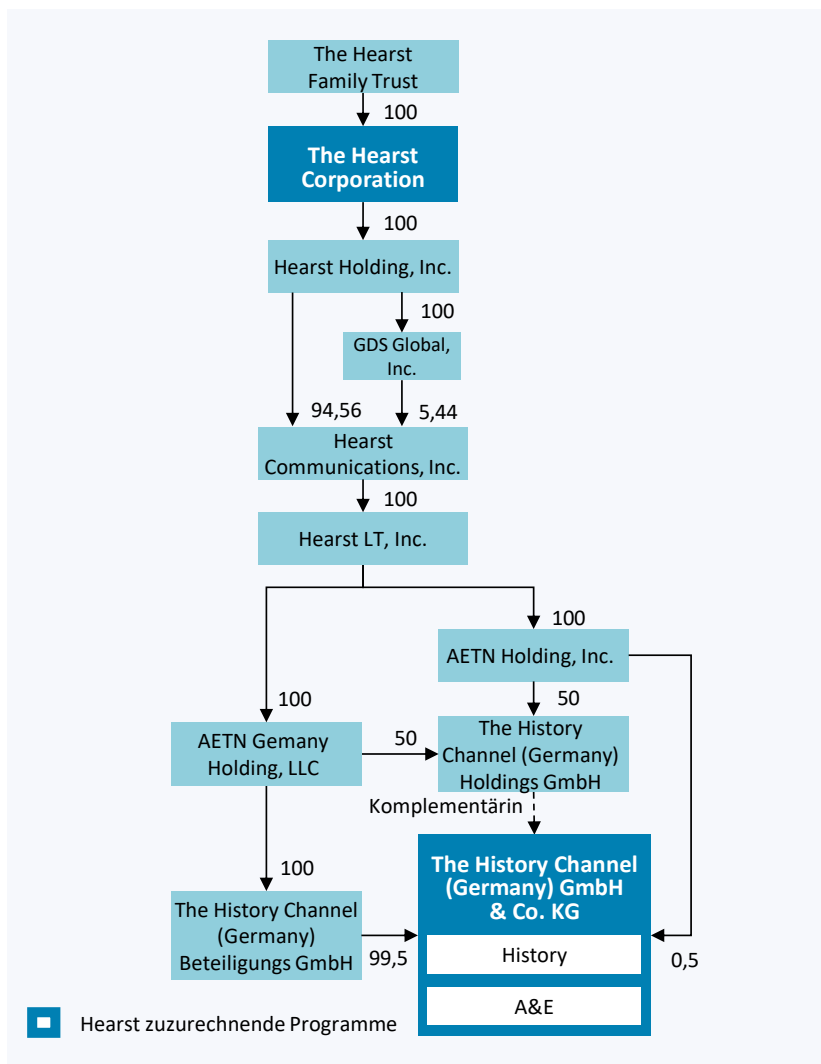 The Hearst
Family Trust
100
The Hearst
Corporation
100
Hearst Holding, Inc.
100
GDS Global,
Inc.
94,56
5,44
Hearst
Communications, Inc.
100
Hearst LT, Inc.
100
AETN Holding, Inc.
100
50
AETN Gemany
Holding, LLC
50
The History
Channel (Germany)
Holdings GmbH
Komplementärin
100
The History Channel
(Germany) GmbH
& Co. KG
The History Channel
(Germany)
Beteiligungs GmbH
99,5
History
0,5
A&E
Hearst zuzurechnende Programme